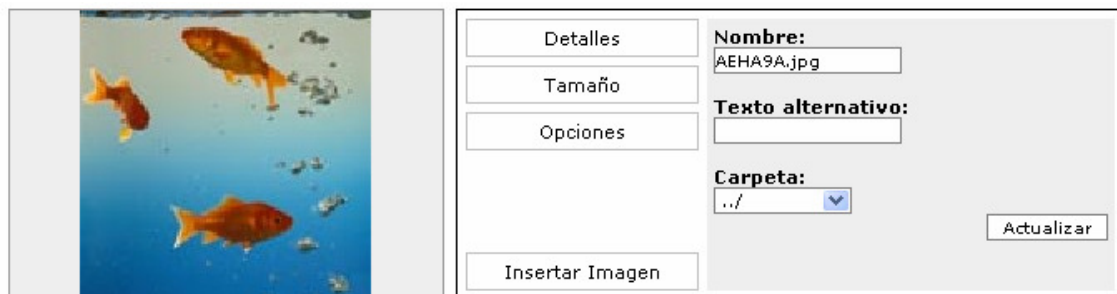 Detalles
Tamaño
Opciones
Insertar Imagen
Nombre:
AEHA9A.jpg
Texto alternativo:
Carpeta:
../
Actualizar